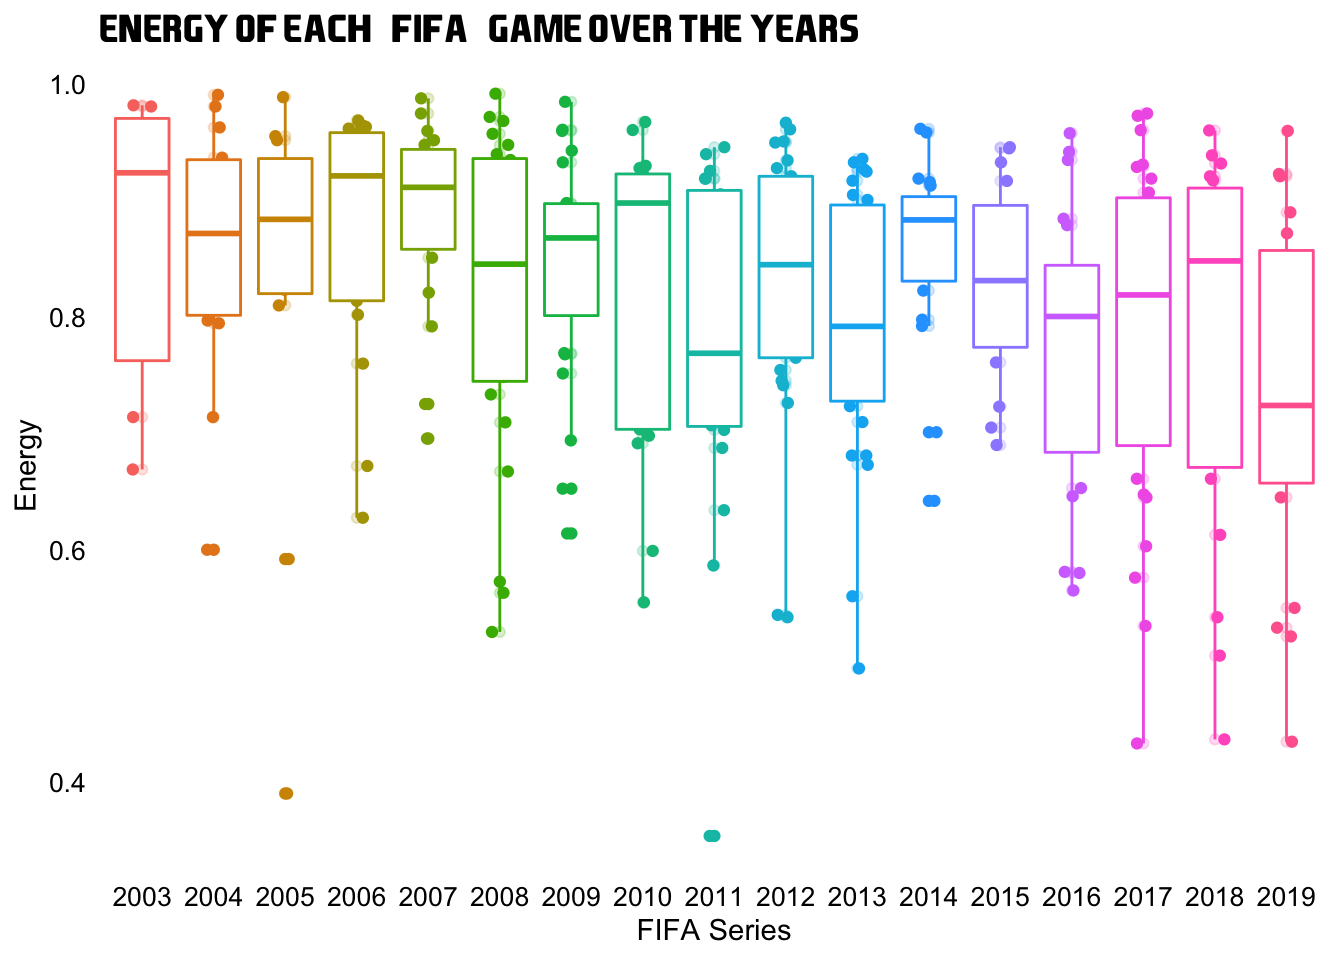 ENERGY OF EACH FIFA GAME OVER THE YEARS
1.0
0.8
0.6
0.4
Energy
2003 2004 2005 2006 2007 2008 2009 2010 2011 2012 2013 2014 2015 2016 2017 2018 2019
FIFA Series